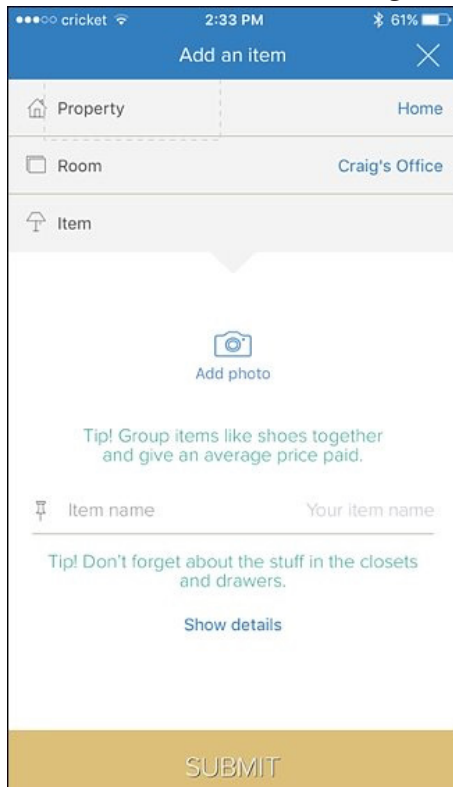 cricket 2:33 PM 61%
Add an item
Property Home
Room Craig's Office
Item
Add photo
Tip! Group items like shoes together
and give an average price paid.
Item name Your item name
Tip! Don't forget about the stuff in the closets
and drawers.
Show details
SUBMIT